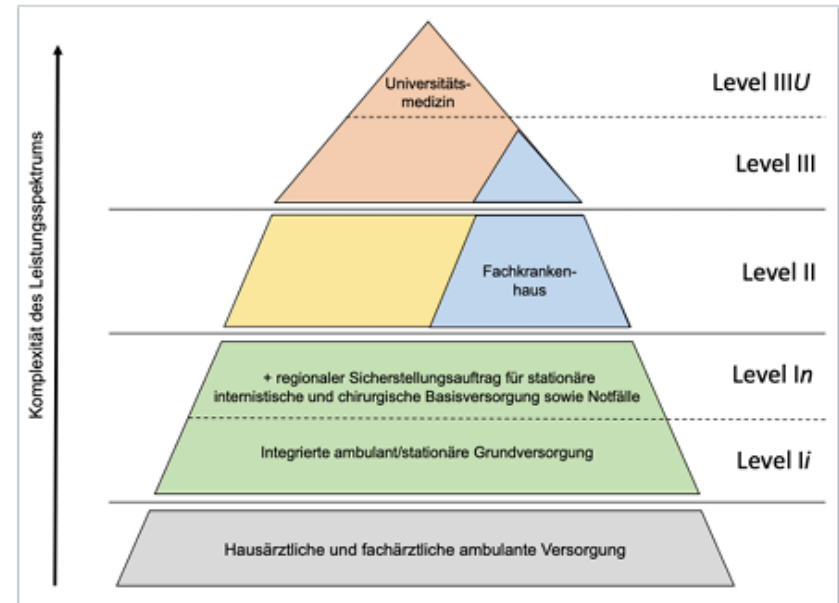 Komplexität des Leistungsspektrums
Universitäts-
medizin
Level IIIU
Level III
Fachkranken-
haus
Level II
+ regionaler Sicherstellungsauftrag für stationäre
internistische und chirurgische Basisversorgung sowie Notfälle
Level In
Integrierte ambulant/stationäre Grundversorgung
Level Ii
Hausärztliche und fachärztliche ambulante Versorgung